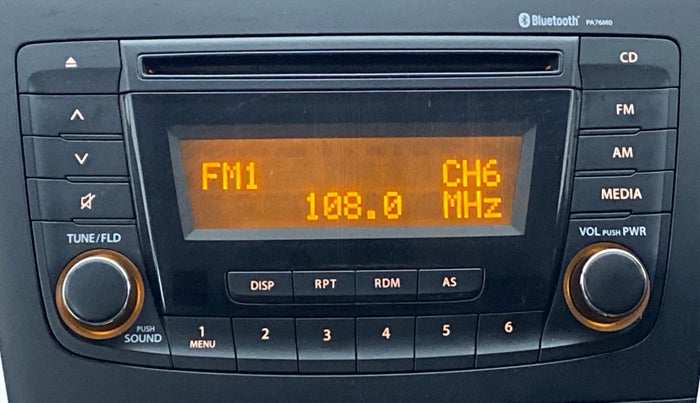 Bluetooth PA76M0
CD
FM
AM
MEDIA
FM1 CH6
108.0 MHz
TUNE/FLD
VOL PUSH PWR
DISP RPT RDM AS
PUSH
SOUND
1 2 3 4 5 6
MENU